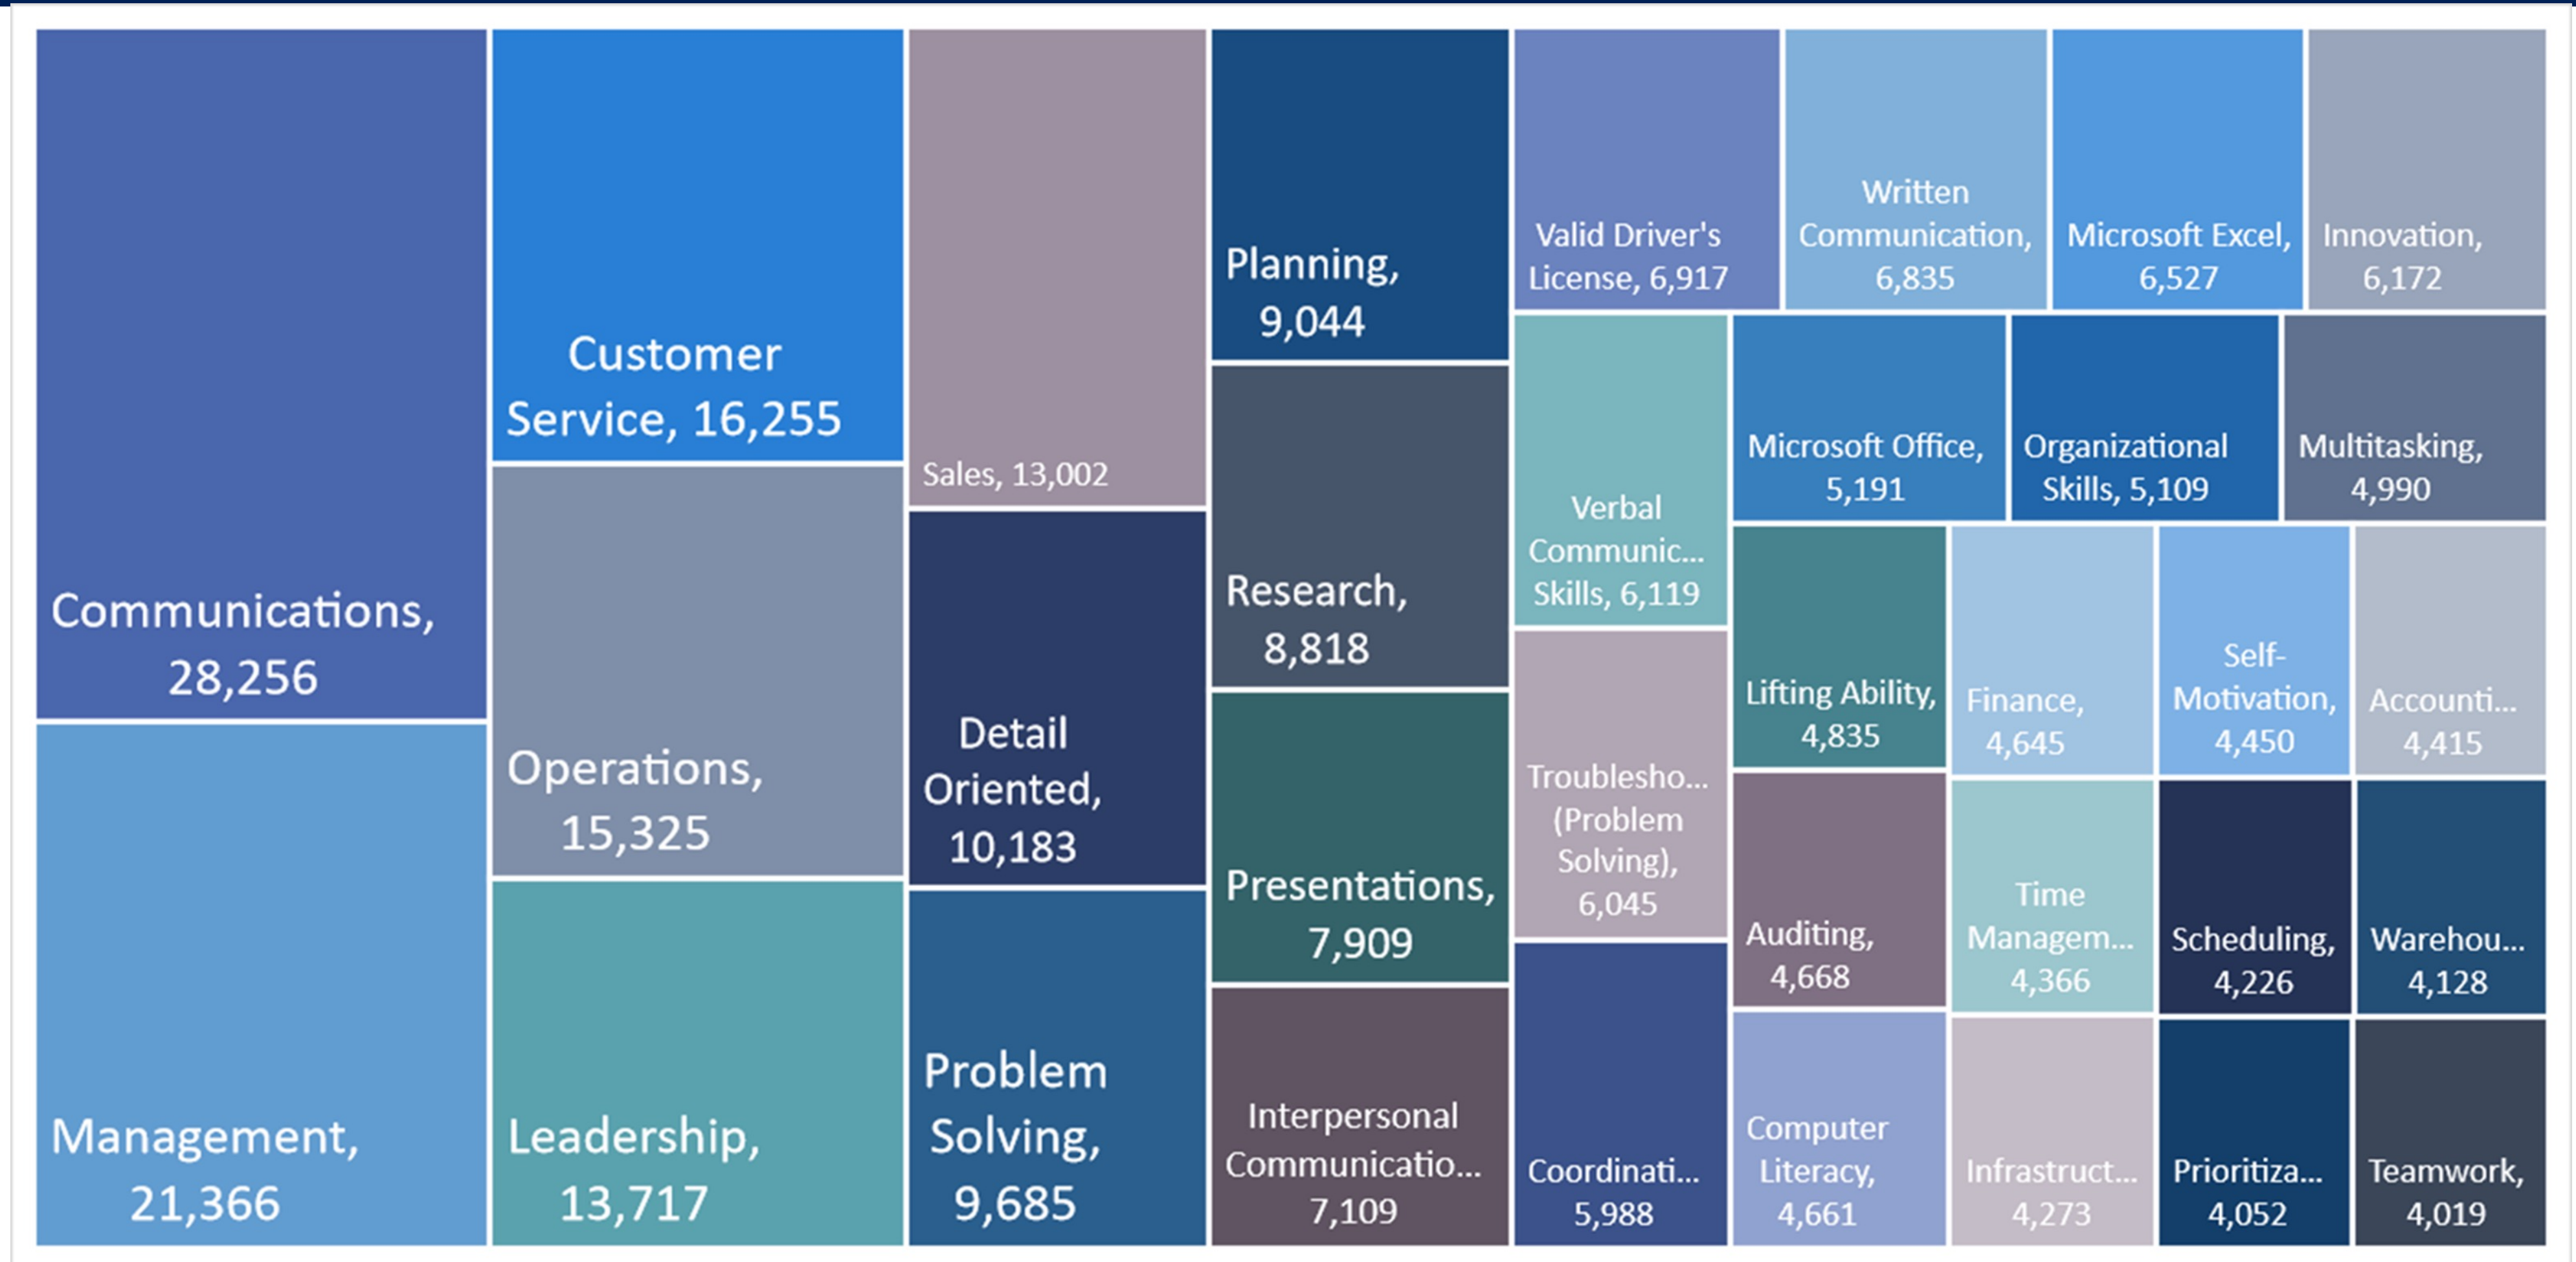 Communications,
28,256
Management,
21,366
Customer
Service, 16,255
Operations,
15,325
Leadership,
13,717
Sales, 13,002
Detail
Oriented,
10,183
Problem
Solving,
9,685
Planning,
9,044
Research,
8,818
Presentations,
7,909
Interpersonal
Communicatio...
7,109
Valid Driver's
License, 6,917
Written
Communication,
6,835
Microsoft Excel,
6,527
Innovation,
6,172
Verbal
Communic...
Skills, 6,119
Troublesho...
(Problem
Solving),
6,045
Coordinati...
5,988
Microsoft Office,
5,191
Organizational
Skills, 5,109
Multitasking,
4,990
Lifting Ability,
4,835
Auditing,
4,668
Computer
Literacy,
4,661
Finance,
4,645
Self-
Motivation,
4,450
Accounti...
4,415
Time
Managem...
4,366
Scheduling,
4,226
Warehou...
4,128
Infrastruct...
4,273
Prioritiza...
4,052
Teamwork,
4,019